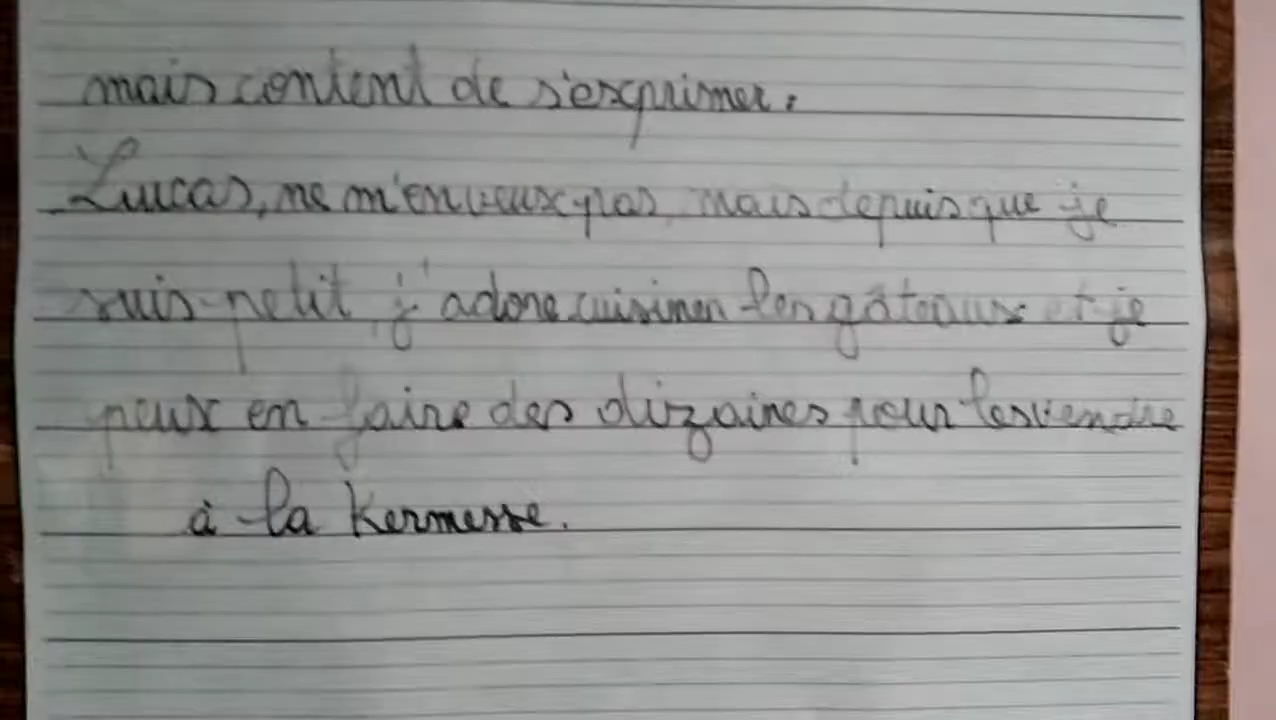 mais content de s'exprimer.
Lucas, ne m'en veux pas, mais depuis que je
suis petit, j'adore cuisiner les gâteaux et je
peux en faire des dizaines pour les vendre
à la Kermesse.